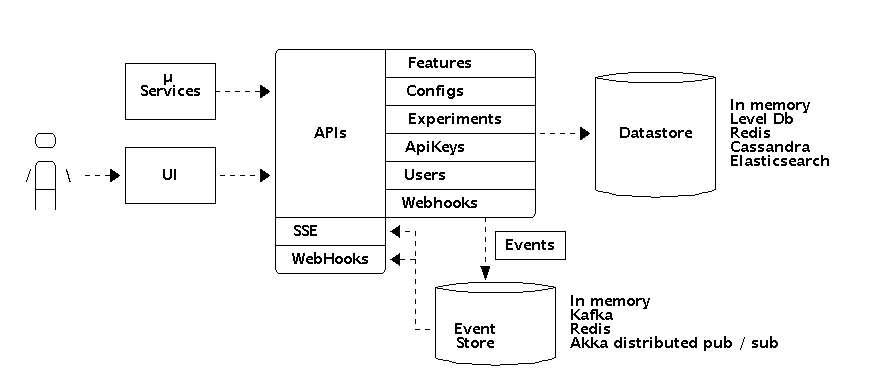 μ
Services
UI
APIs
Features
Configs
Experiments
ApiKeys
Users
Webhooks
SSE
WebHooks
Datastore
In memory
Level Db
Redis
Cassandra
Elasticsearch
Events
Event
Store
In memory
Kafka
Redis
Akka distributed pub / sub